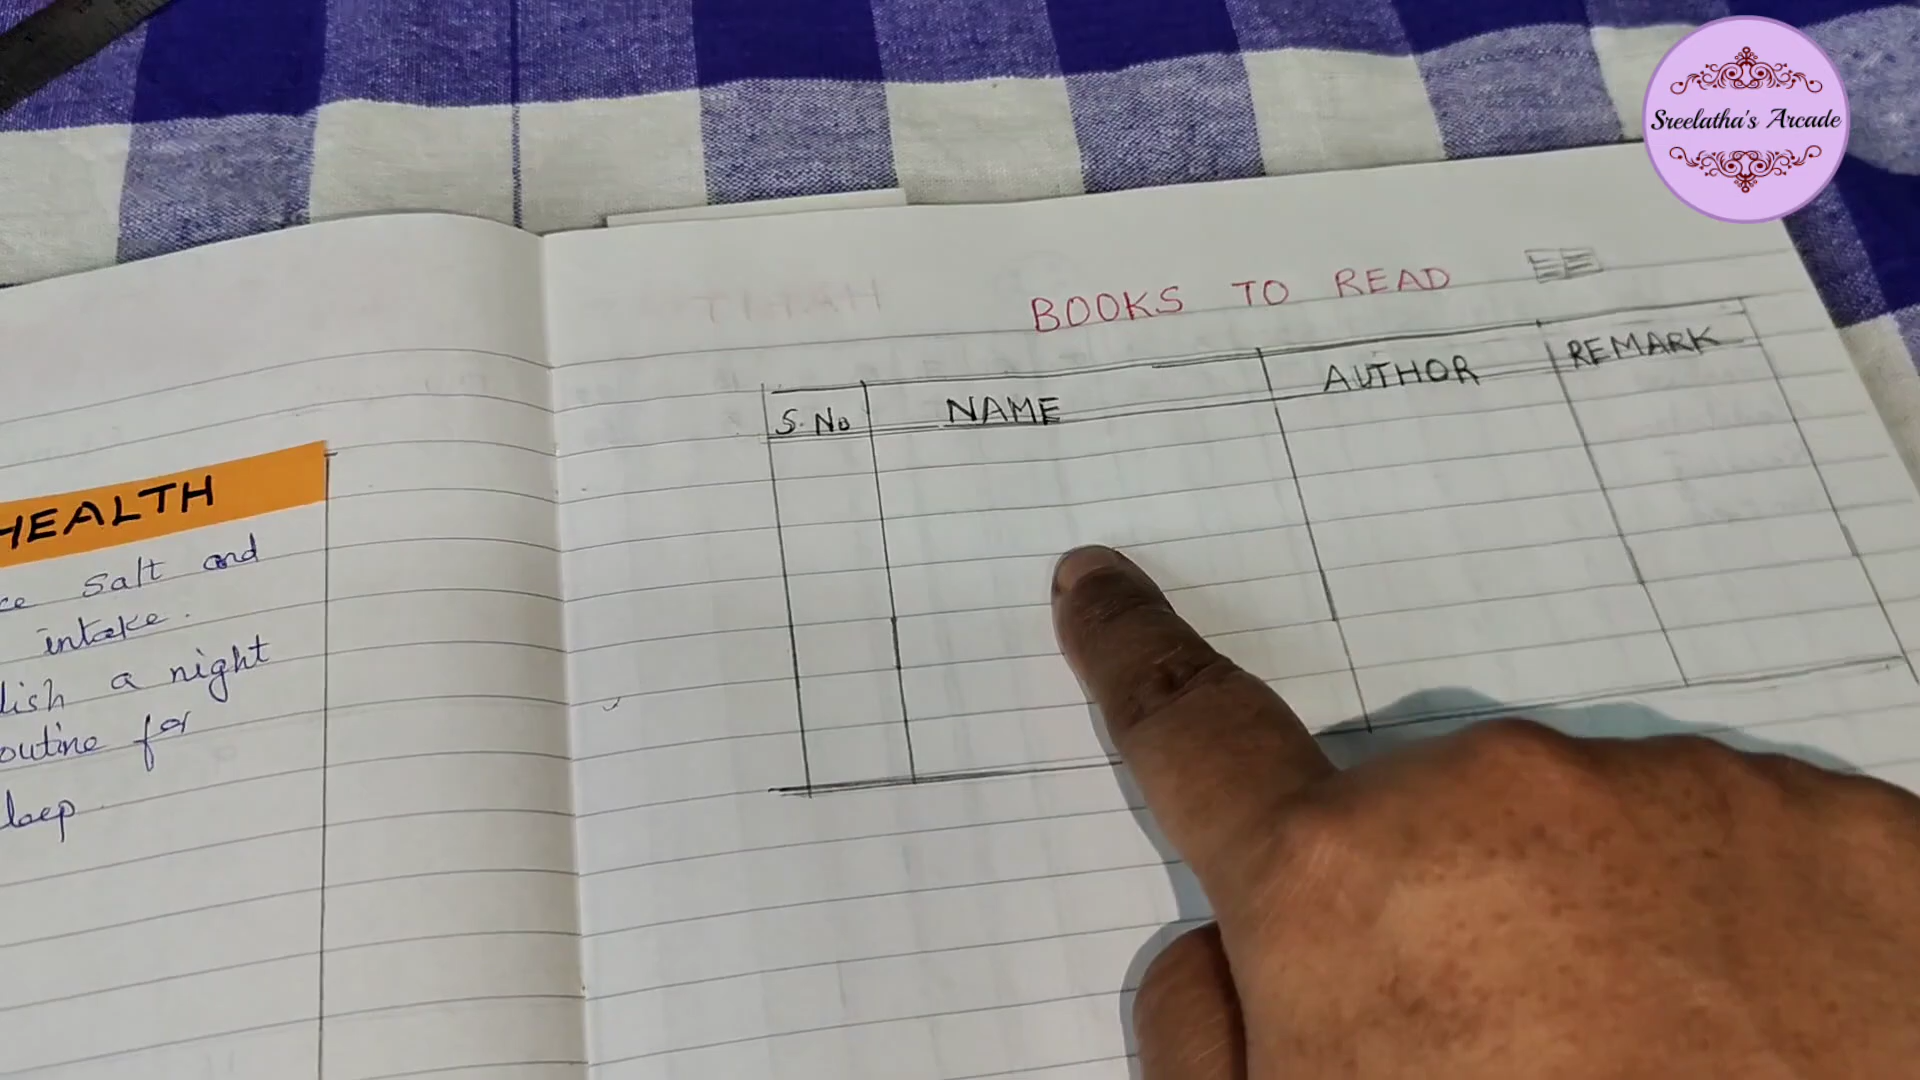 Sreelatha's Arcade
HEALTH
Salt and
intake.
a night
for
BOOKS TO READ
S. No NAME AUTHOR REMARK